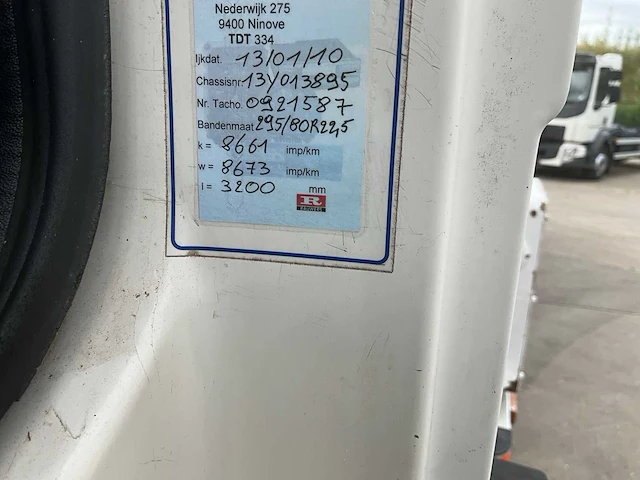 Nederwijk 275
9400 Ninove
TDT 334
Ijkdat. 13/01/10
Chassisnr 13Y013895
Nr. Tacho. 0921587
Bandenmaat 295/80R22,5
k = 8661 imp/km
w = 8673 imp/km
l = 3200 mm
R